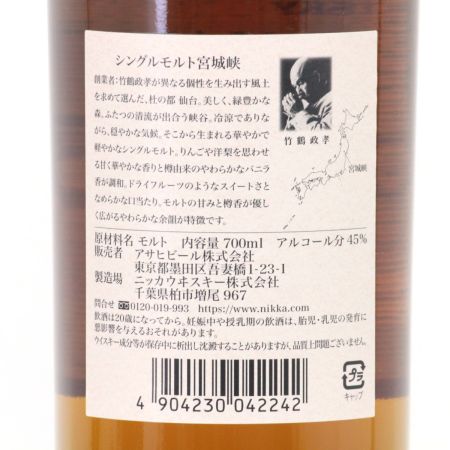 シングルモルト宮城峡
創業者:竹鶴政孝が異なる個性を生み出す風土
を求めて選んだ、杜の都 仙台。美しく、緑豊かな
森、ふたつの清流が出合う峡谷。冷涼でありな
がら、穏やかな気候。そこから生まれる華やかで
軽やかなシングルモルト。りんごや洋梨を思わせ
る甘く華やかな香りと樽由来のやわらかなバニラ
香が調和。ドライフルーツのようなスイートさと
なめらかな口当たり。モルトの甘みと樽香が優し
く広がるやわらかな余韻が特徴です。
竹鶴政孝
宮城峡
原材料名 モルト 内容量 700ml アルコール分 45%
販売者 アサヒビール株式会社
東京都墨田区吾妻橋1-23-1
製造場 ニッカウヰスキー株式会社
千葉県柏市増尾 967
問合せ 0120-019-993 https://www.nikka.com
飲酒は20歳になってから。妊娠中や授乳期の飲酒は、胎児・乳児の発育に
悪影響を与えるおそれがあります。
ウイスキー成分等が保存中に析出し沈澱することがありますが、品質上問題ございません。
4 904230 042242
プラ
キャップ